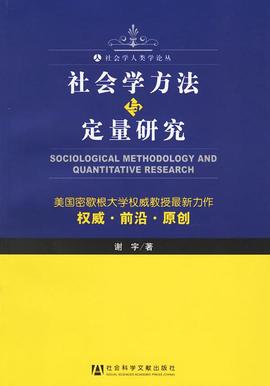 社会学人类学论丛
社会学方法
与
定量研究
SOCIOLOGICAL METHODOLOGY AND
QUANTITATIVE RESEARCH
美国密歇根大学权威教授最新力作
权威·前沿·原创
谢 宇/著
社会科学文献出版社
SOCIAL SCIENCES ACADEMIC PRESS (CHINA)